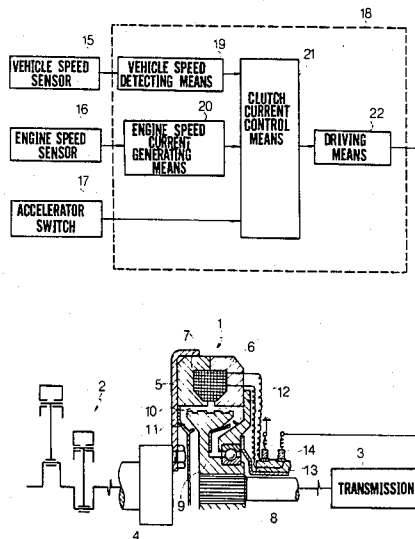 18
15
19
21
VEHICLE SPEED
SENSOR
VEHICLE SPEED
DETECTING MEANS
16
20
22
ENGINE SPEED
SENSOR
ENGINE SPEED
CURRENT
GENERATING
MEANS
CLUTCH
CURRENT
CONTROL
MEANS
DRIVING
MEANS
17
ACCELERATOR
SWITCH
1
7
6
2
5
12
10
11
14
3
13
TRANSMISSION
9
8
4